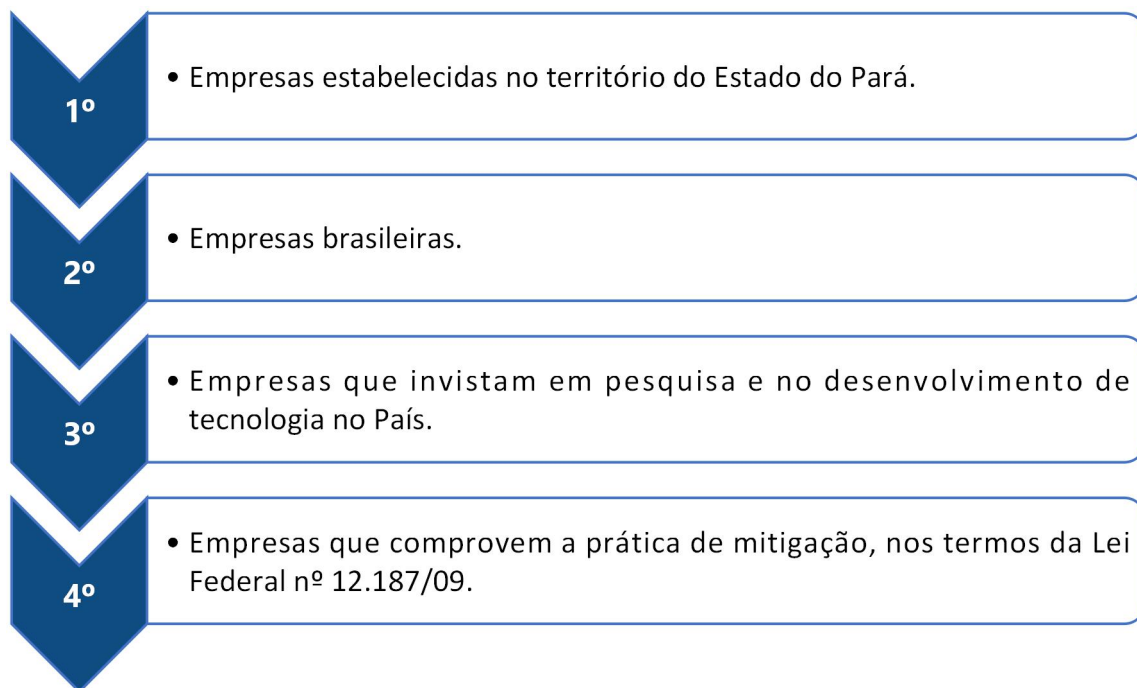 1º
• Empresas estabelecidas no território do Estado do Pará.
2º
• Empresas brasileiras.
3º
• Empresas que invistam em pesquisa e no desenvolvimento de
tecnologia no País.
4º
• Empresas que comprovem a prática de mitigação, nos termos da Lei
Federal nº 12.187/09.